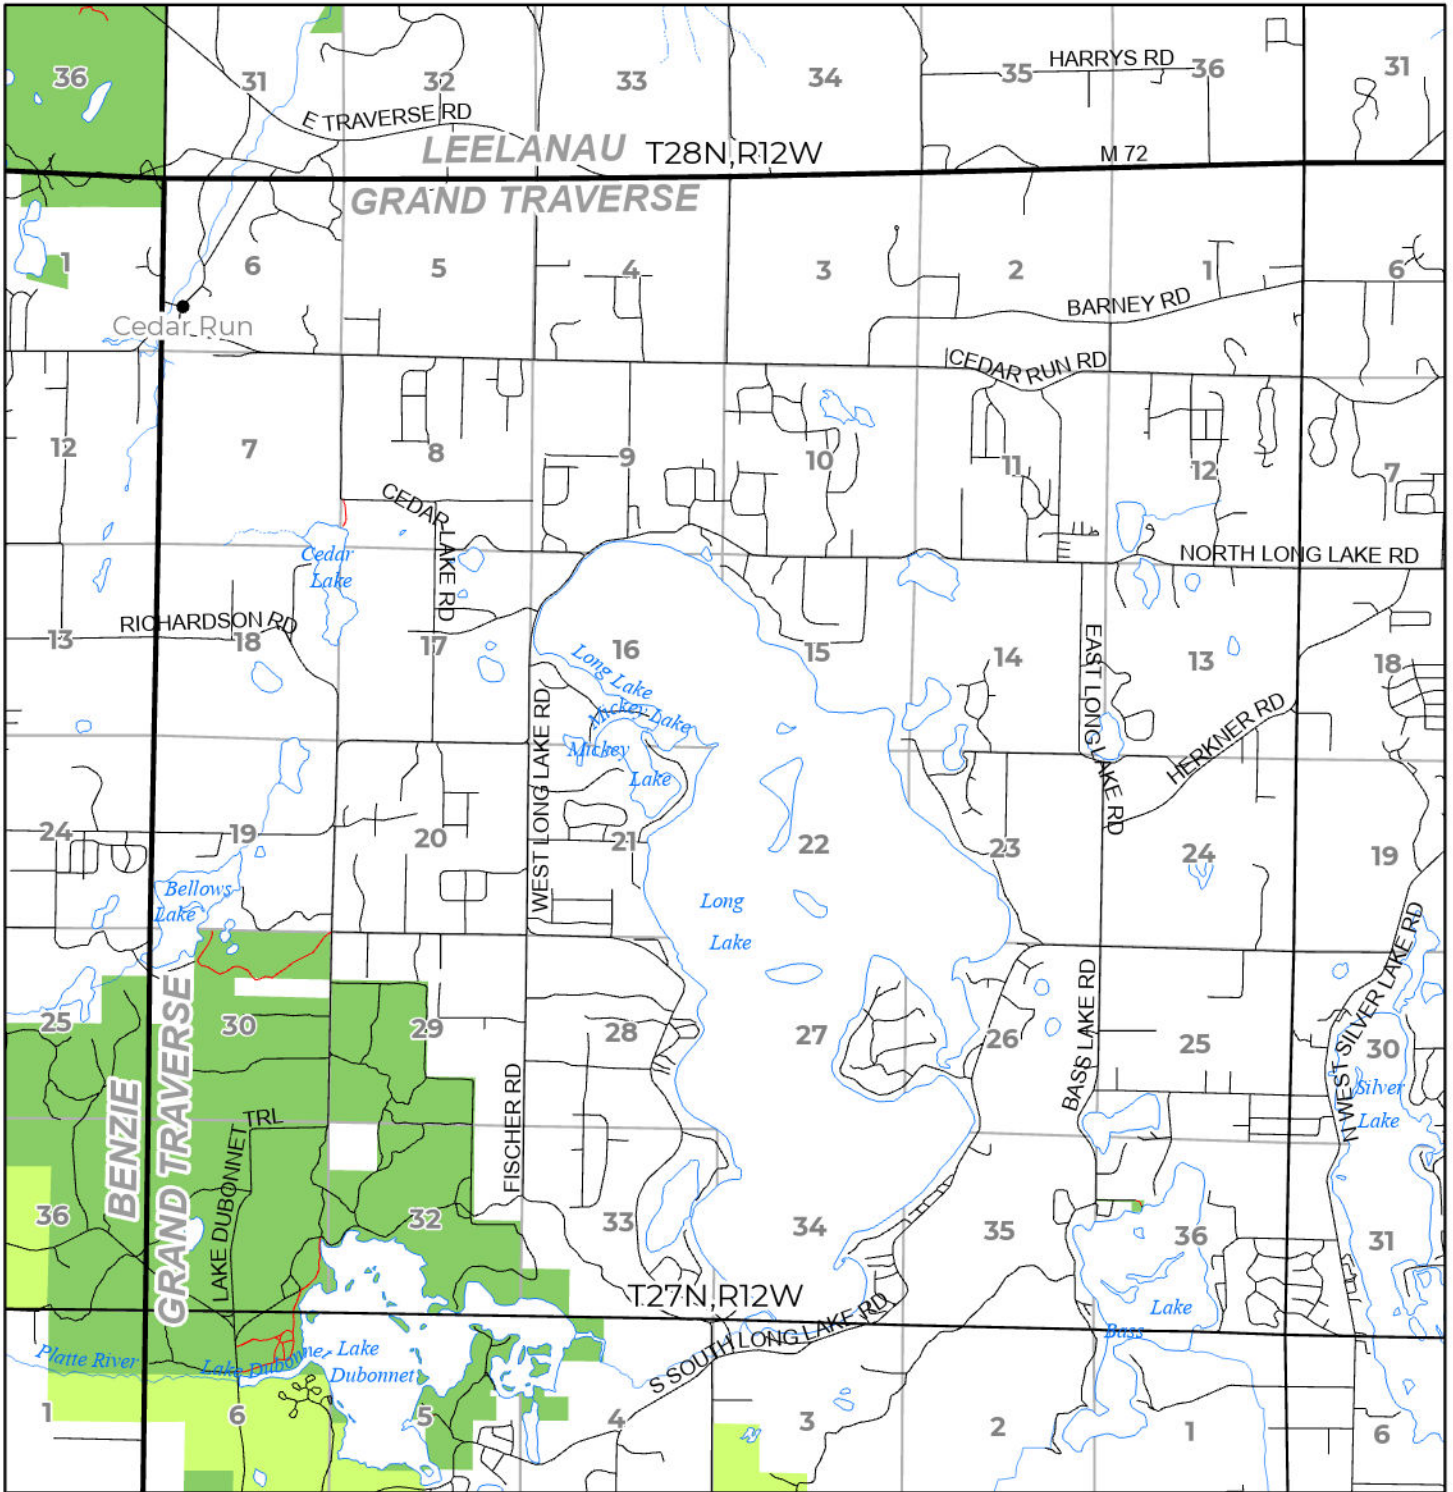 36
31
32
33
34
35
HARRYS RD
36
31
E TRAVERSE RD
LEELANAU
T28N,R12W
M 72
GRAND TRAVERSE
1
6
5
4
3
2
1
6
BARNEY RD
Cedar Run
CEDAR RUN RD
12
7
8
9
10
11
12
7
CEDAR LAKE RD
Cedar
Lake
NORTH LONG LAKE RD
RICHARDSON RD
13
18
17
16
15
14
13
18
EAST LONG LAKE RD
Long Lake
Mickey Lake
Mickey
Lake
WEST LONG LAKE RD
HERKNER RD
24
19
20
21
22
23
24
19
Bellows
Lake
Long
Lake
N WEST SILVER LAKE RD
BASS LAKE RD
25
30
29
28
27
26
25
30
Silver
Lake
BENZIE
GRAND TRAVERSE
LAKE DUBONNET TRL
FISCHER RD
36
32
33
34
35
36
31
T27N,R12W
Lake
Bass
S SOUTH LONG LAKE RD
Platte River
Lake Dubonnet
Lake
Dubonnet
1
6
5
4
3
2
1
6